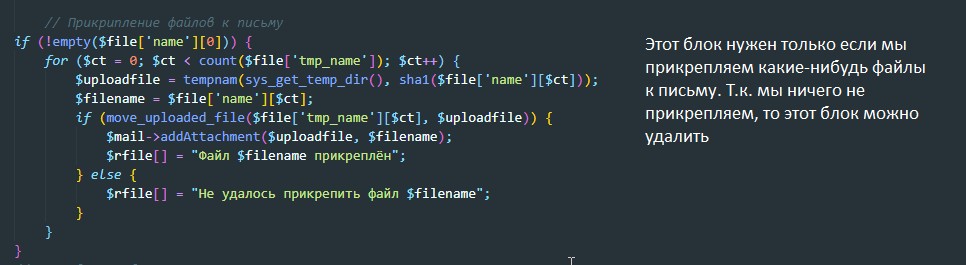 // Прикрипление файлов к письму
if (!empty($file['name'][0])) {
for ($ct = 0; $ct < count($file['tmp_name']); $ct++) {
$uploadfile = tempnam(sys_get_temp_dir(), sha1($file['name'][$ct]));
$filename = $file['name'][$ct];
if (move_uploaded_file($file['tmp_name'][$ct], $uploadfile)) {
$mail->addAttachment($uploadfile, $filename);
$rfile[] = "Файл $filename прикреплён";
} else {
$rfile[] = "Не удалось прикрепить файл $filename";
}
}
}
Этот блок нужен только если мы
прикрепляем какие-нибудь файлы
к письму. Т.к. мы ничего не
прикрепляем, то этот блок можно
удалить